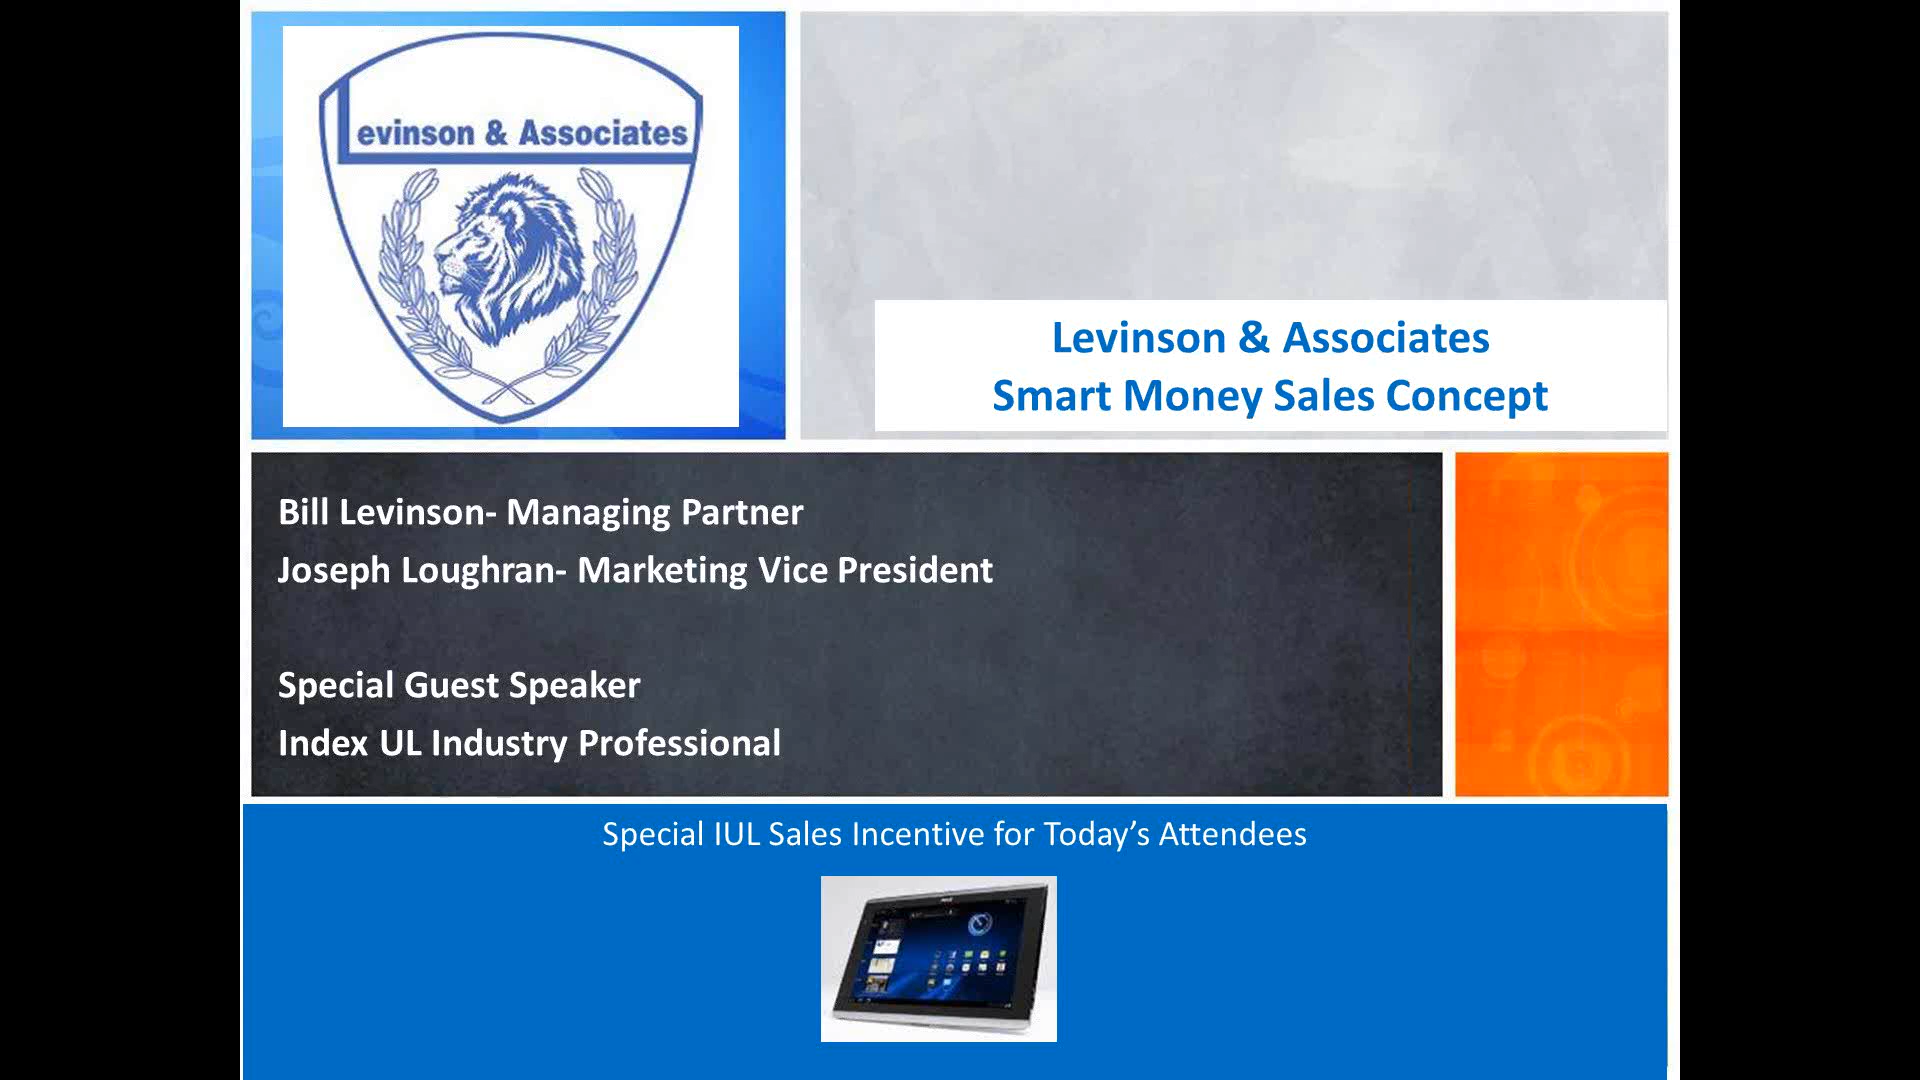 Levinson & Associates
Levinson & Associates
Smart Money Sales Concept
Bill Levinson- Managing Partner
Joseph Loughran- Marketing Vice President
Special Guest Speaker
Index UL Industry Professional
Special IUL Sales Incentive for Today’s Attendees